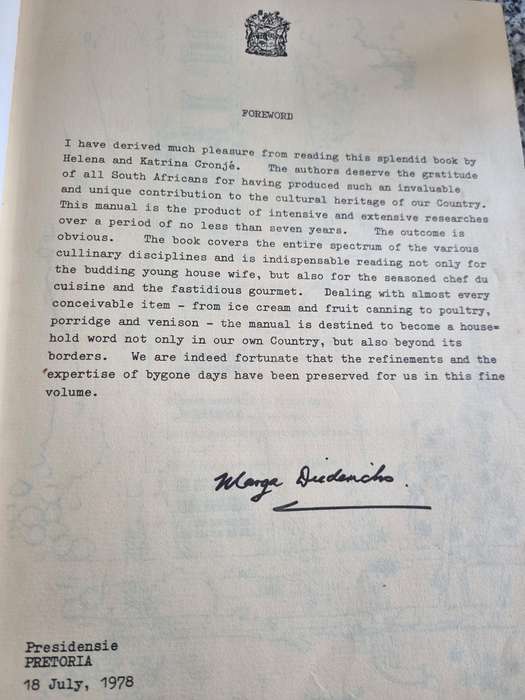 FOREWORD
I have derived much pleasure from reading this splendid book by
Helena and Katrina Cronjé. The authors deserve the gratitude
of all South Africans for having produced such an invaluable
and unique contribution to the cultural heritage of our Country.
This manual is the product of intensive and extensive researches
over a period of no less than seven years. The outcome is
obvious. The book covers the entire spectrum of the various
cullinary disciplines and is indispensable reading not only for
the budding young house wife, but also for the seasoned chef du
cuisine and the fastidious gourmet. Dealing with almost every
conceivable item - from ice cream and fruit canning to poultry,
porridge and venison - the manual is destined to become a house=
hold word not only in our own Country, but also beyond its
borders. We are indeed fortunate that the refinements and the
expertise of bygone days have been preserved for us in this fine
volume.
Marga Diederichs.
Presidensie
PRETORIA
18 July, 1978